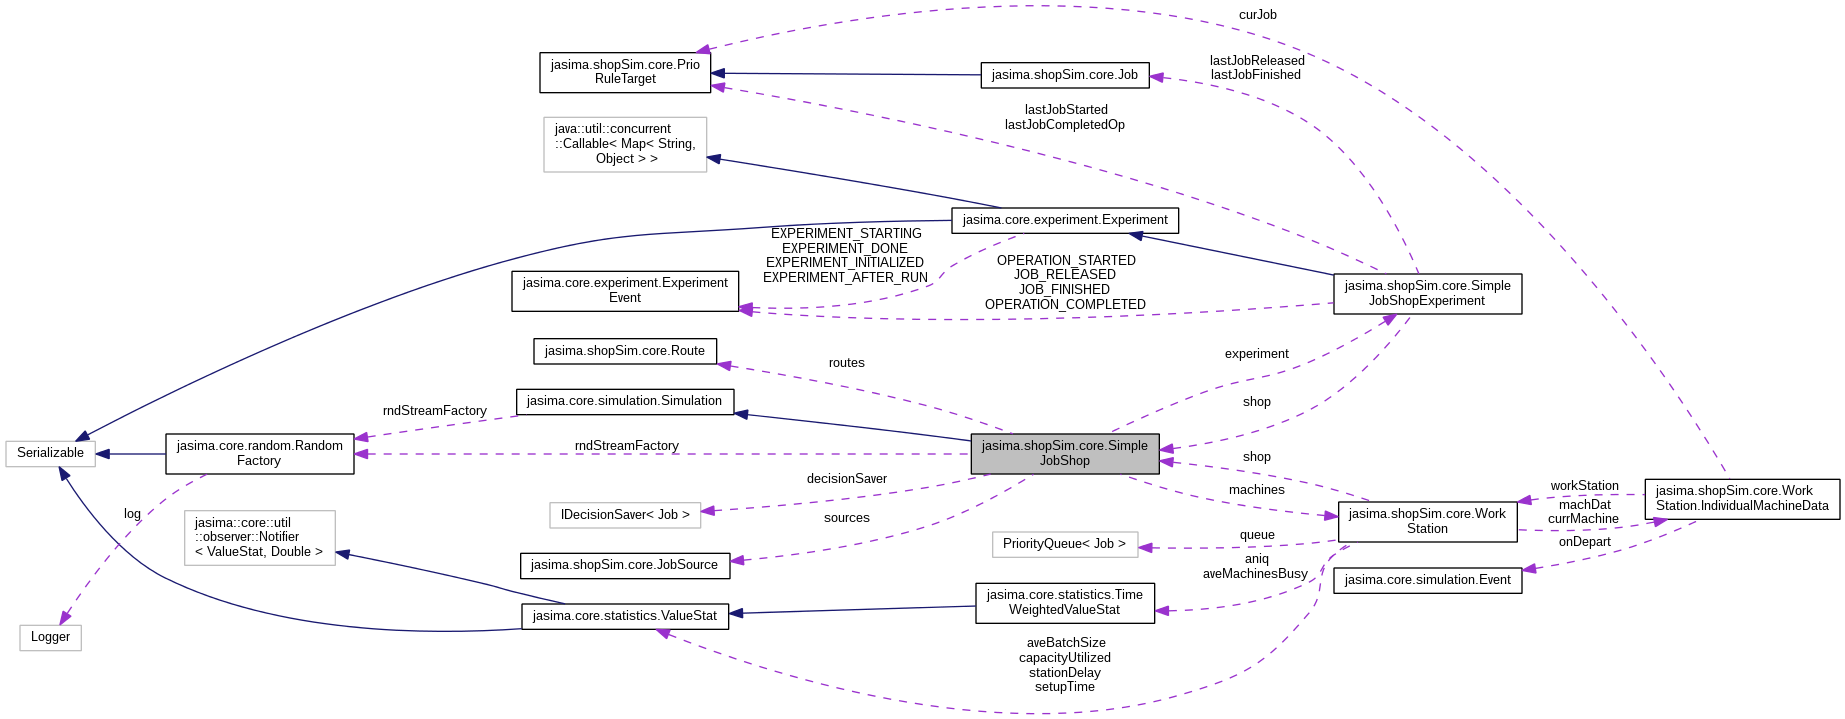 curJob
jasima.shopSim.core.Prio
RuleTarget
jasima.shopSim.core.Job
lastJobReleased
lastJobFinished
lastJobStarted
lastJobCompletedOp
java::util::concurrent
::Callable< Map< String,
Object > >
jasima.core.experiment.Experiment
EXPERIMENT_STARTING
EXPERIMENT_DONE
EXPERIMENT_INITIALIZED
EXPERIMENT_AFTER_RUN
jasima.core.experiment.Experiment
Event
OPERATION_STARTED
JOB_RELEASED
JOB_FINISHED
OPERATION_COMPLETED
jasima.shopSim.core.Simple
JobShopExperiment
jasima.shopSim.core.Route
routes
experiment
shop
jasima.core.simulation.Simulation
rndStreamFactory
Serializable
jasima.core.random.Random
Factory
rndStreamFactory
jasima.shopSim.core.Simple
JobShop
shop
machines
decisionSaver
IDecisionSaver< Job >
sources
log
jasima::core::util
::observer::Notifier
< ValueStat, Double >
jasima.shopSim.core.JobSource
PriorityQueue< Job >
queue
jasima.shopSim.core.Work
Station
workStation
machDat
currMachine
jasima.shopSim.core.Work
Station.IndividualMachineData
onDepart
jasima.core.simulation.Event
aniq
aveMachinesBusy
jasima.core.statistics.Time
WeightedValueStat
jasima.core.statistics.ValueStat
Logger
aveBatchSize
capacityUtilized
stationDelay
setupTime